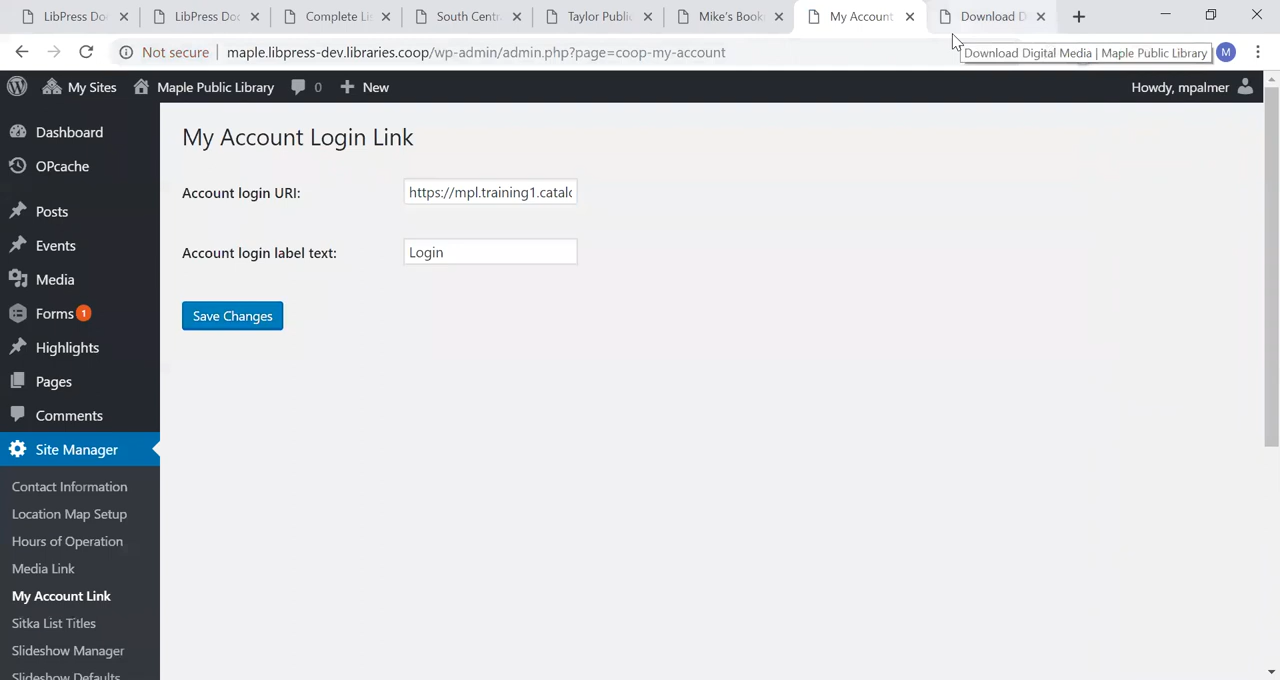 LibPress Do
LibPress Do
Complete Li
South Cent
Taylor Public
Mike's Book
My Account
Download D
Not secure
maple.libpress-dev.libraries.coop/wp-admin/admin.php?page=coop-my-account
Download Digital Media | Maple Public Library
M
My Sites
Maple Public Library
0
New
Howdy, mpalmer
Dashboard
OPcache
Posts
Events
Media
Forms 1
Highlights
Pages
Comments
Site Manager
Contact Information
Location Map Setup
Hours of Operation
Media Link
My Account Link
Sitka List Titles
Slideshow Manager
Slideshow Defaults
My Account Login Link
Account login URI:
https://mpl.training1.catal
Account login label text:
Login
Save Changes